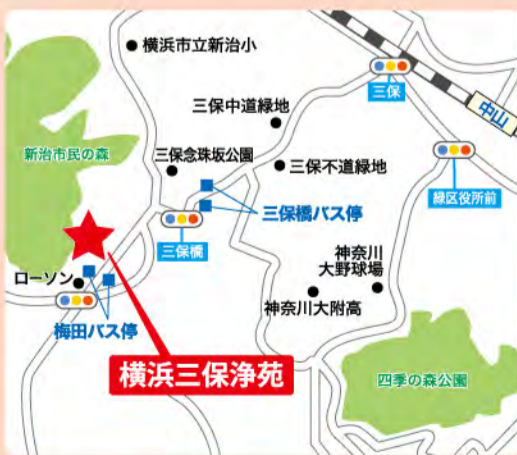 横浜市立新治小
三保
中山
三保中道緑地
新治市民の森
三保念珠坂公園
三保不道緑地
緑区役所前
三保橋バス停
三保橋
神奈川
大野球場
ローソン
神奈川大附高
梅田バス停
横浜三保浄苑
四季の森公園